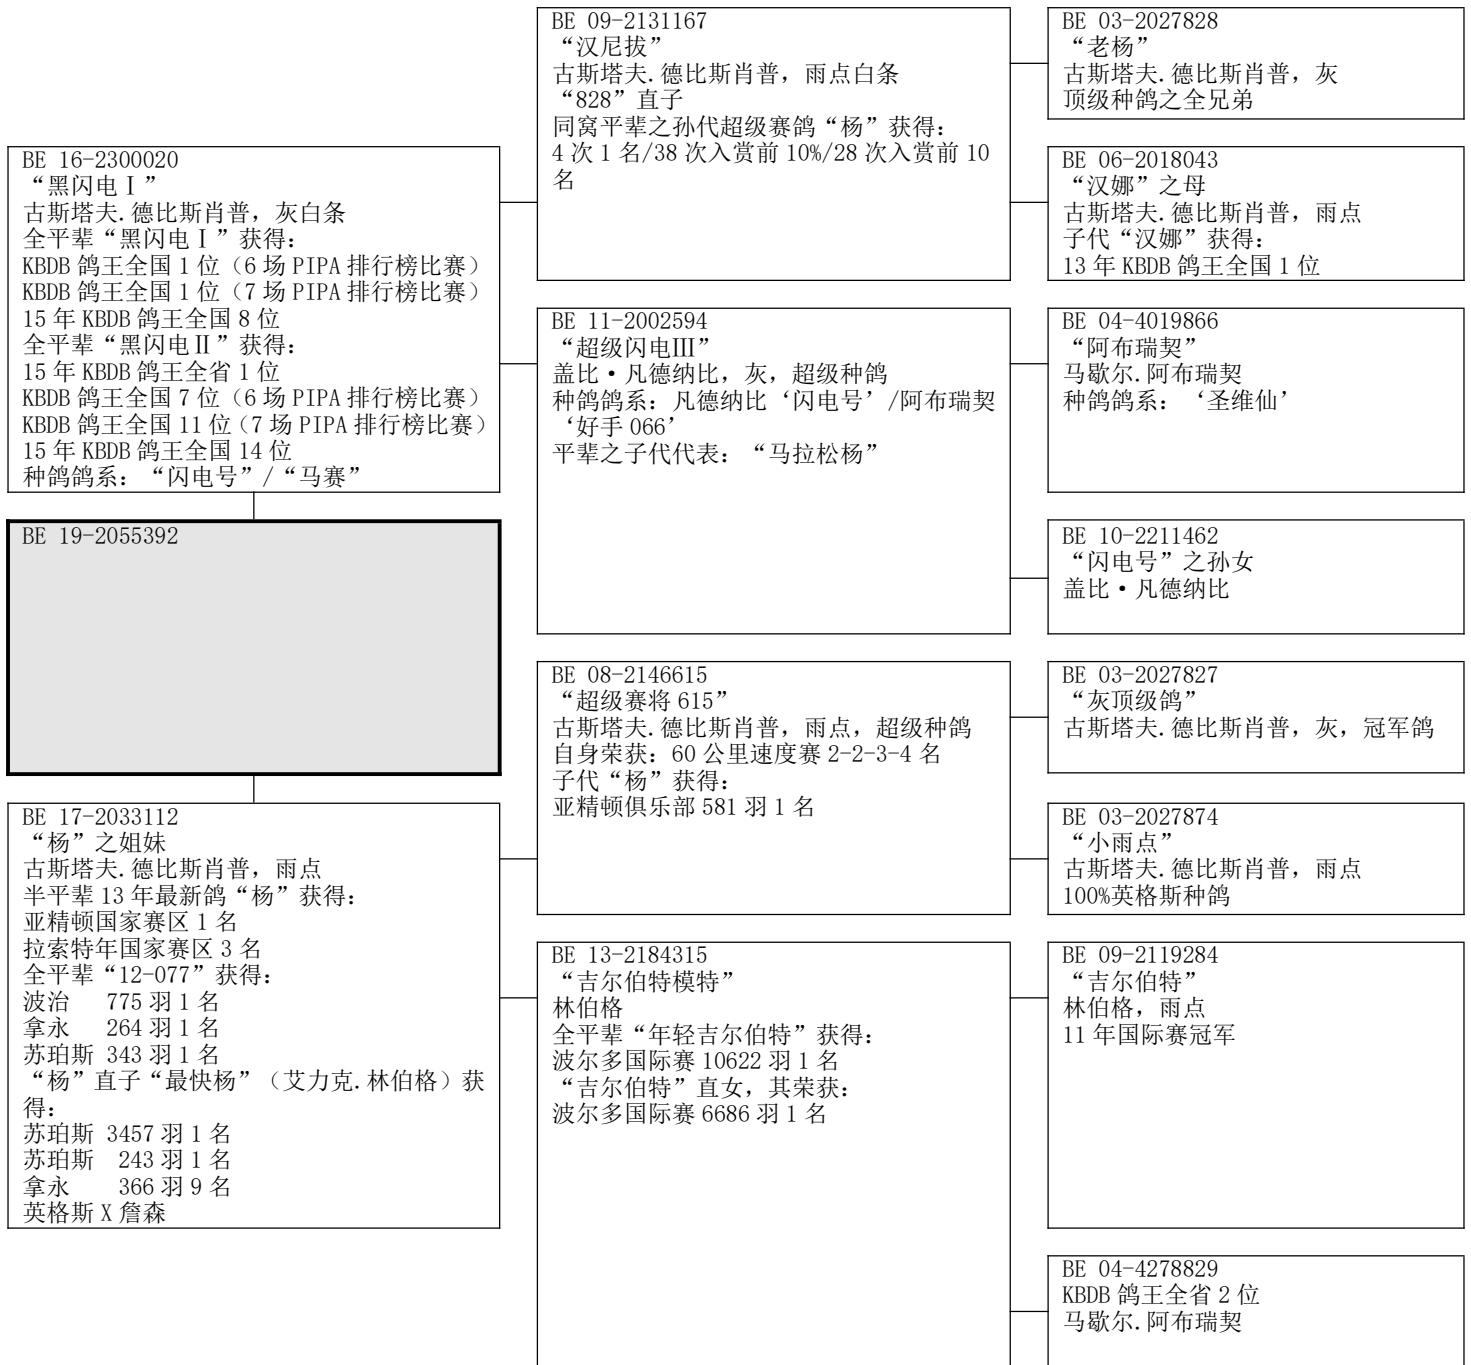 BE 16-2300020
“黑闪电Ⅰ”
古斯塔夫.德比斯肖普，灰白条
全平辈“黑闪电Ⅰ”获得：
KBDB 鸽王全国 1 位（6 场 PIPA 排行榜比赛）
KBDB 鸽王全国 1 位（7 场 PIPA 排行榜比赛）
15 年 KBDB 鸽王全国 8 位
全平辈“黑闪电Ⅱ”获得：
15 年 KBDB 鸽王全省 1 位
KBDB 鸽王全国 7 位（6 场 PIPA 排行榜比赛）
KBDB 鸽王全国 11 位（7 场 PIPA 排行榜比赛）
15 年 KBDB 鸽王全国 14 位
种鸽鸽系：“闪电号”/“马赛”
BE 19-2055392
BE 17-2033112
“杨”之姐妹
古斯塔夫.德比斯肖普，雨点
半平辈 13 年最新鸽“杨”获得：
亚精顿国家赛区 1 名
拉索特年国家赛区 3 名
全平辈“12-077”获得：
波治 775 羽 1 名
拿永 264 羽 1 名
苏珀斯 343 羽 1 名
“杨”直子“最快杨”（艾力克.林伯格）获
得：
苏珀斯 3457 羽 1 名
苏珀斯 243 羽 1 名
拿永 366 羽 9 名
英格斯 X 詹森
BE 09-2131167
“汉尼拔”
古斯塔夫.德比斯肖普，雨点白条
“828”直子
同窝平辈之孙代超级赛鸽“杨”获得：
4 次 1 名/38 次入赏前 10%/28 次入赏前 10
名
BE 11-2002594
“超级闪电Ⅲ”
盖比·凡德纳比，灰，超级种鸽
种鸽鸽系：凡德纳比‘闪电号’/阿布瑞契
‘好手 066’
平辈之子代代表：“马拉松杨”
BE 08-2146615
“超级赛将 615”
古斯塔夫.德比斯肖普，雨点，超级种鸽
自身荣获：60 公里速度赛 2-2-3-4 名
子代“杨”获得：
亚精顿俱乐部 581 羽 1 名
BE 13-2184315
“吉尔伯特模特”
林伯格
全平辈“年轻吉尔伯特”获得：
波尔多国际赛 10622 羽 1 名
“吉尔伯特”直女，其荣获：
波尔多国际赛 6686 羽 1 名
BE 03-2027828
“老杨”
古斯塔夫.德比斯肖普，灰
顶级种鸽之全兄弟
BE 06-2018043
“汉娜”之母
古斯塔夫.德比斯肖普，雨点
子代“汉娜”获得：
13 年 KBDB 鸽王全国 1 位
BE 04-4019866
“阿布瑞契”
马歇尔.阿布瑞契
种鸽鸽系：‘圣维仙’
BE 10-2211462
“闪电号”之孙女
盖比·凡德纳比
BE 03-2027827
“灰顶级鸽”
古斯塔夫.德比斯肖普，灰，冠军鸽
BE 03-2027874
“小雨点”
古斯塔夫.德比斯肖普，雨点
100%英格斯种鸽
BE 09-2119284
“吉尔伯特”
林伯格，雨点
11 年国际赛冠军
BE 04-4278829
KBDB 鸽王全省 2 位
马歇尔.阿布瑞契